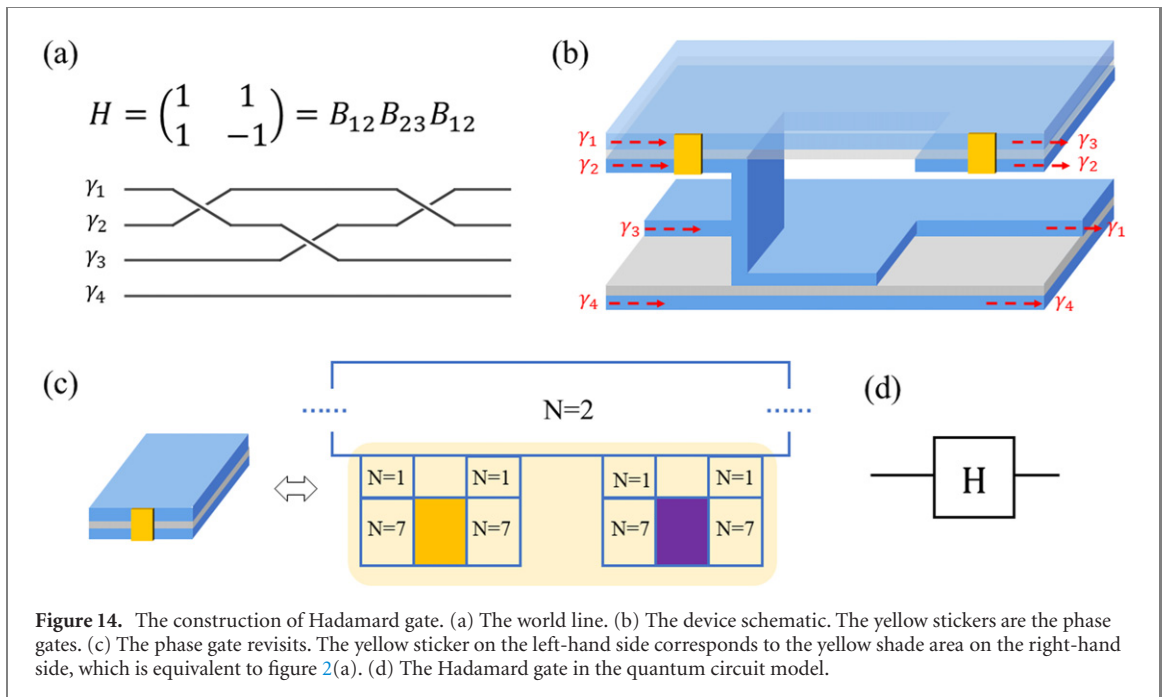 (a)
H = (1 1
1 −1) = B₁₂B₂₃B₁₂
γ₁
γ₂
γ₃
γ₄
(b)
γ₁ γ₃
γ₂ γ₂
γ₃ γ₁
γ₄ γ₄
(c)
...... N=2 ......
N=1 N=1 N=1 N=1
N=7 N=7 N=7 N=7
(d)
H
Figure 14. The construction of Hadamard gate. (a) The world line. (b) The device schematic. The yellow stickers are the phase
gates. (c) The phase gate revisits. The yellow sticker on the left-hand side corresponds to the yellow shade area on the right-hand
side, which is equivalent to figure 2(a). (d) The Hadamard gate in the quantum circuit model.